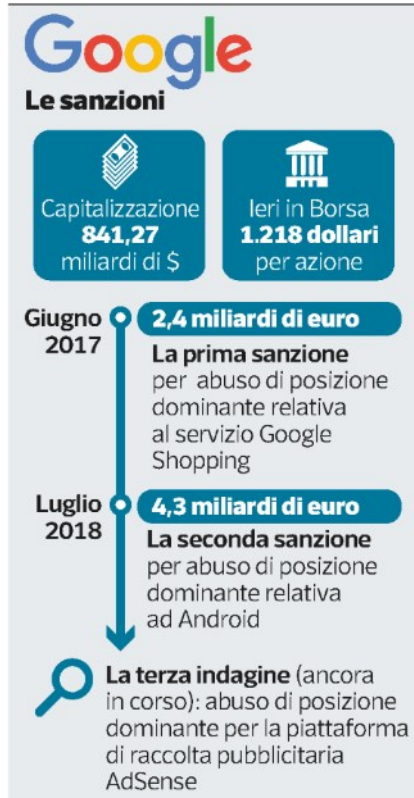 Google
Le sanzioni
Capitalizzazione
841,27
miliardi di $
Ieri in Borsa
1.218 dollari
per azione
Giugno
2017
2,4 miliardi di euro
La prima sanzione
per abuso di posizione
dominante relativa
al servizio Google
Shopping
Luglio
2018
4,3 miliardi di euro
La seconda sanzione
per abuso di posizione
dominante relativa
ad Android
La terza indagine (ancora
in corso): abuso di posizione
dominante per la piattaforma
di raccolta pubblicitaria
AdSense